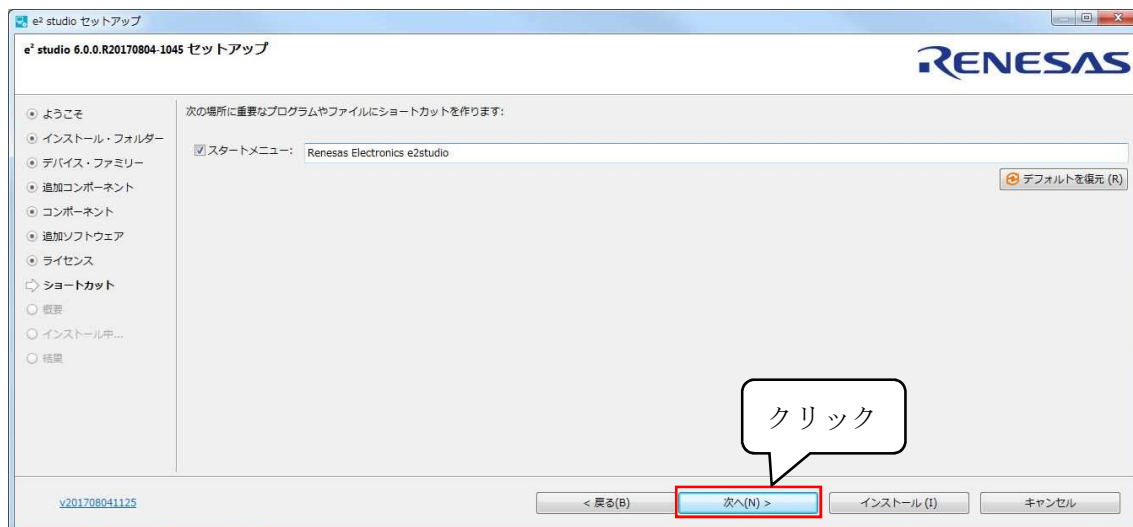 e² studio セットアップ
e² studio 6.0.0.R20170804-1045 セットアップ
RENESAS
ようこそ
インストール・フォルダー
デバイス・ファミリー
追加コンポーネント
コンポーネント
追加ソフトウェア
ライセンス
ショートカット
概要
インストール中...
結果
次の場所に重要なプログラムやファイルにショートカットを作ります:
スタートメニュー: Renesas Electronics e2studio
デフォルトを復元 (R)
クリック
v201708041125
< 戻る(B) 次へ(N) > インストール (I) キャンセル